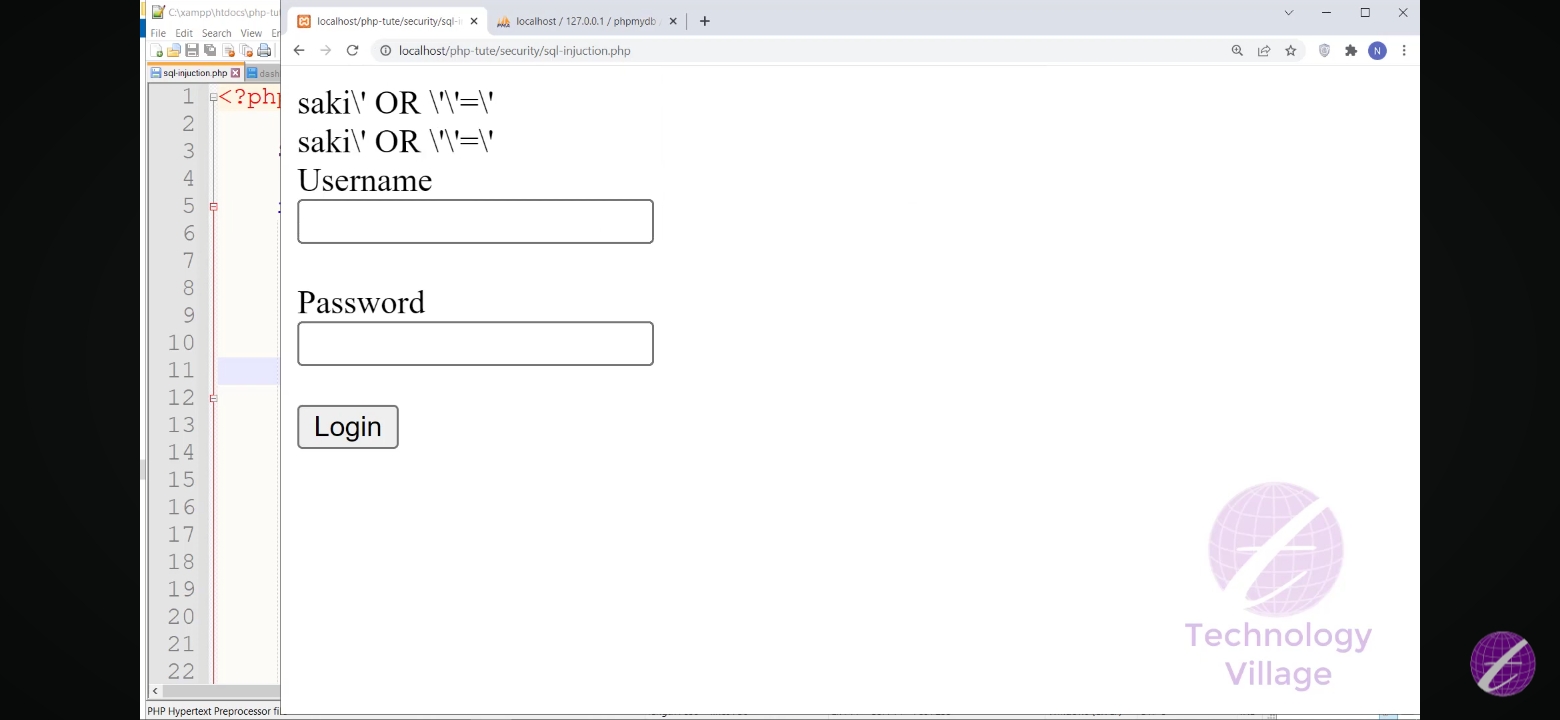 C:\xampp\htdocs\php-tu
localhost/php-tute/security/sql-i
localhost / 127.0.0.1 / phpmydb
File Edit Search View
localhost/php-tute/security/sql-injuction.php
N
sql-injuction.php
dash
1 <?php
2
3
4
5
6
7
8
9
10
11
12
13
14
15
16
17
18
19
20
21
22
saki\' OR \'\'=\'
saki\' OR \'\'=\'
Username
Password
Login
Technology
Village
PHP Hypertext Preprocessor